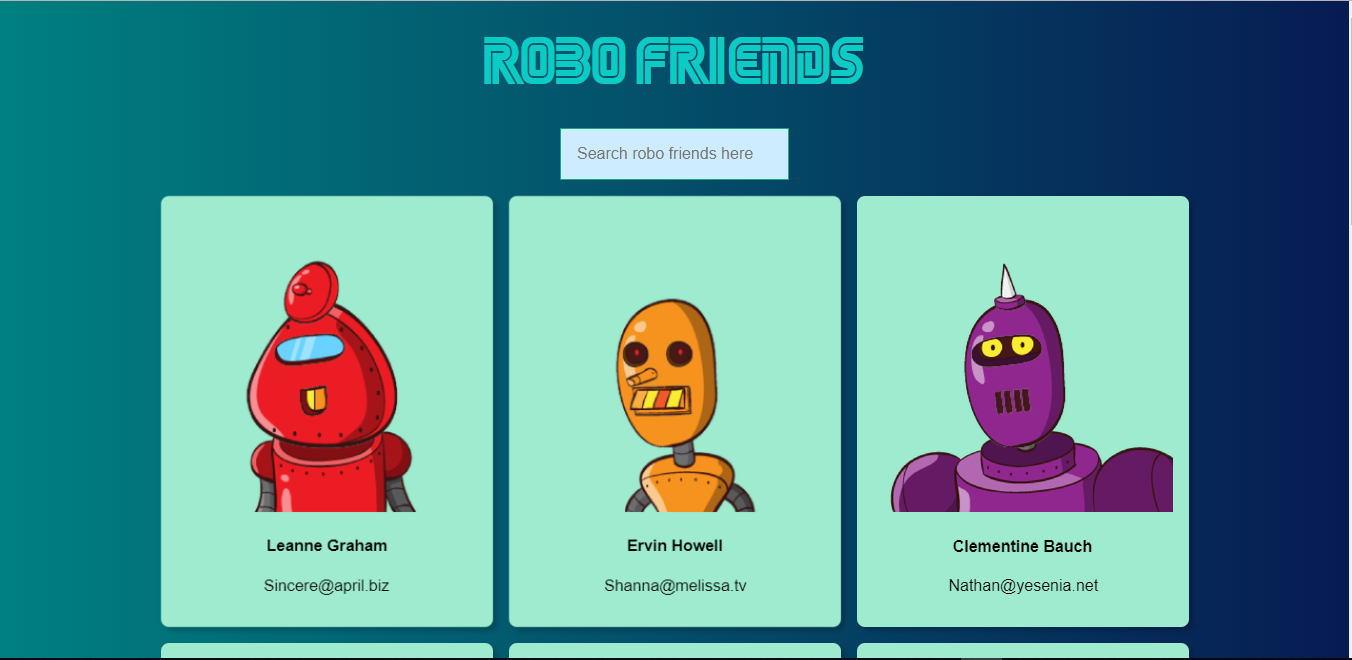 ROBO FRIENDS
Search robo friends here
Leanne Graham
Ervin Howell
Clementine Bauch
Sincere@april.biz
Shanna@melissa.tv
Nathan@yesenia.net